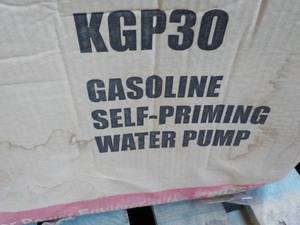 KGP30
GASOLINE
SELF-PRIMING
WATER PUMP